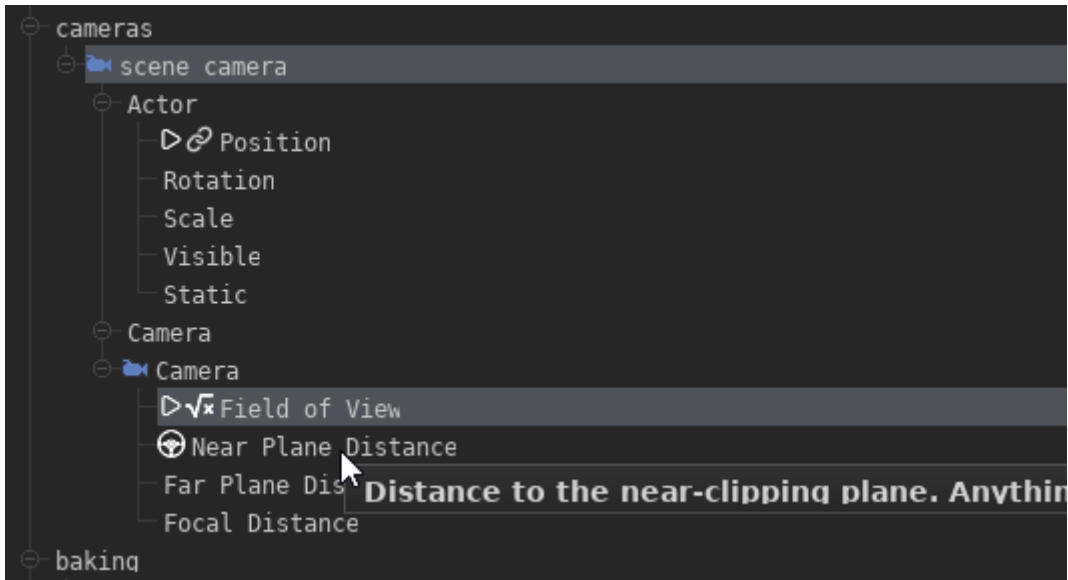 cameras
scene camera
Actor
Position
Rotation
Scale
Visible
Static
Camera
Camera
Field of View
Near Plane Distance
Far Plane Dis
Distance to the near-clipping plane. Anythin
Focal Distance
baking